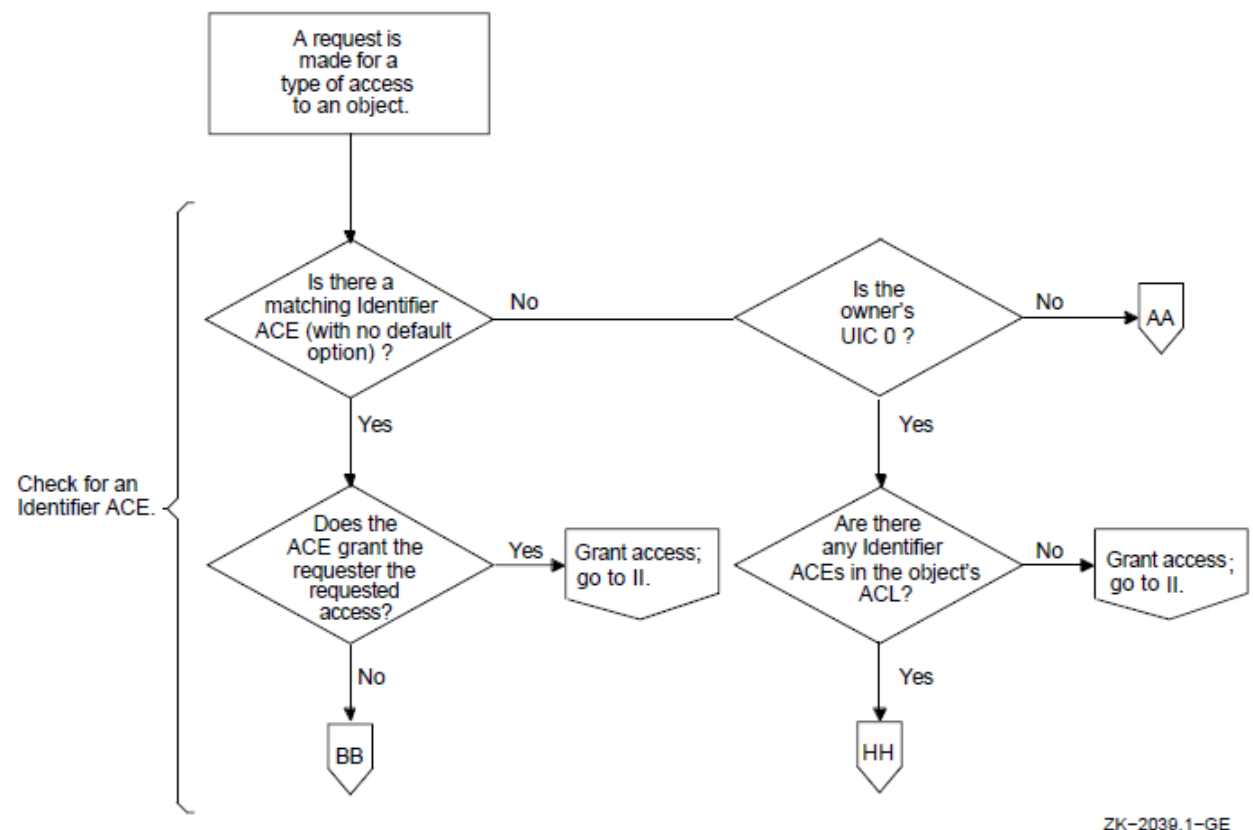 A request is
made for a
type of access
to an object.
Is there a
matching Identifier
ACE (with no default
option) ?
No
Is the
owner's
UIC 0 ?
No
AA
Yes
Yes
Check for an
Identifier ACE.
Does the
ACE grant the
requester the
requested
access?
Yes
Grant access;
go to II.
Are there
any Identifier
ACEs in the object's
ACL?
No
Grant access;
go to II.
No
Yes
BB
HH
ZK-2039.1-GE